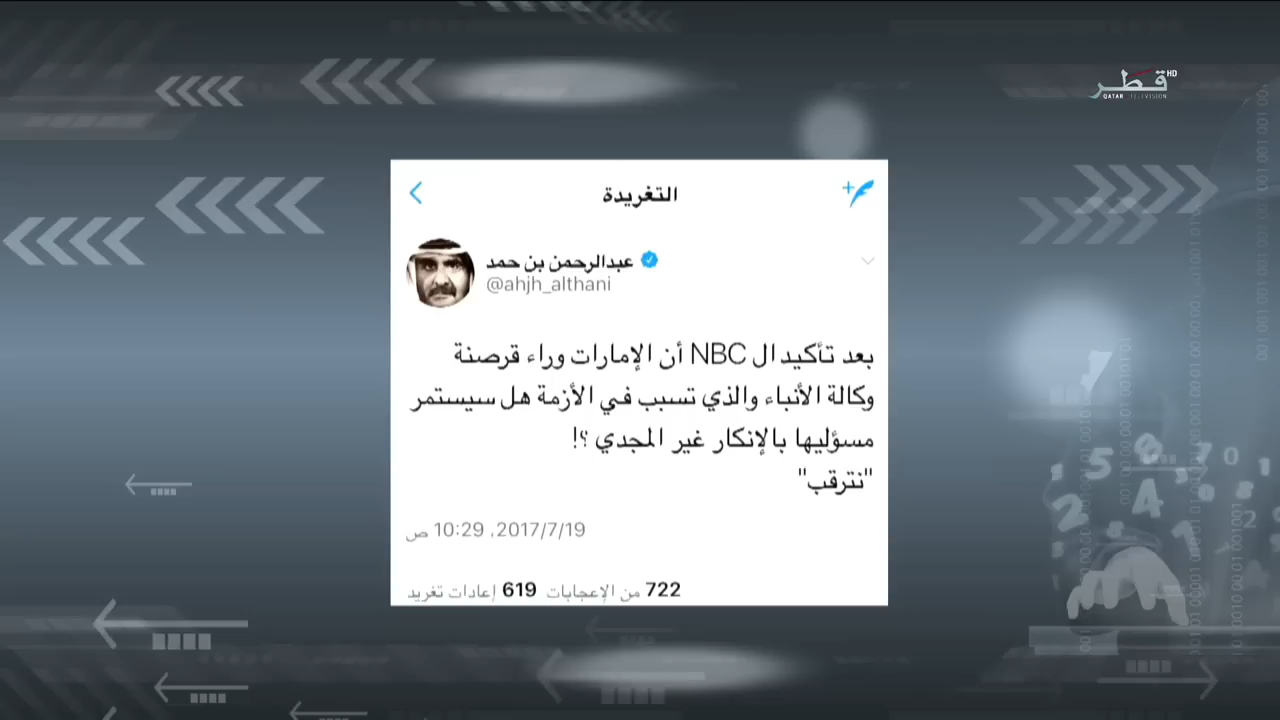 قطر HD
QATAR TELEVISION
التغريدة
عبدالرحمن بن حمد
@ahjh_althani
بعد تأكيد ال NBC أن الإمارات وراء قرصنة
وكالة الأنباء والذي تسبب في الأزمة هل سيستمر
مسؤليها بالإنكار غير المجدي ؟!
"نترقب"
2017/7/19، 10:29 ص
722 من الإعجابات 619 إعادات تغريد